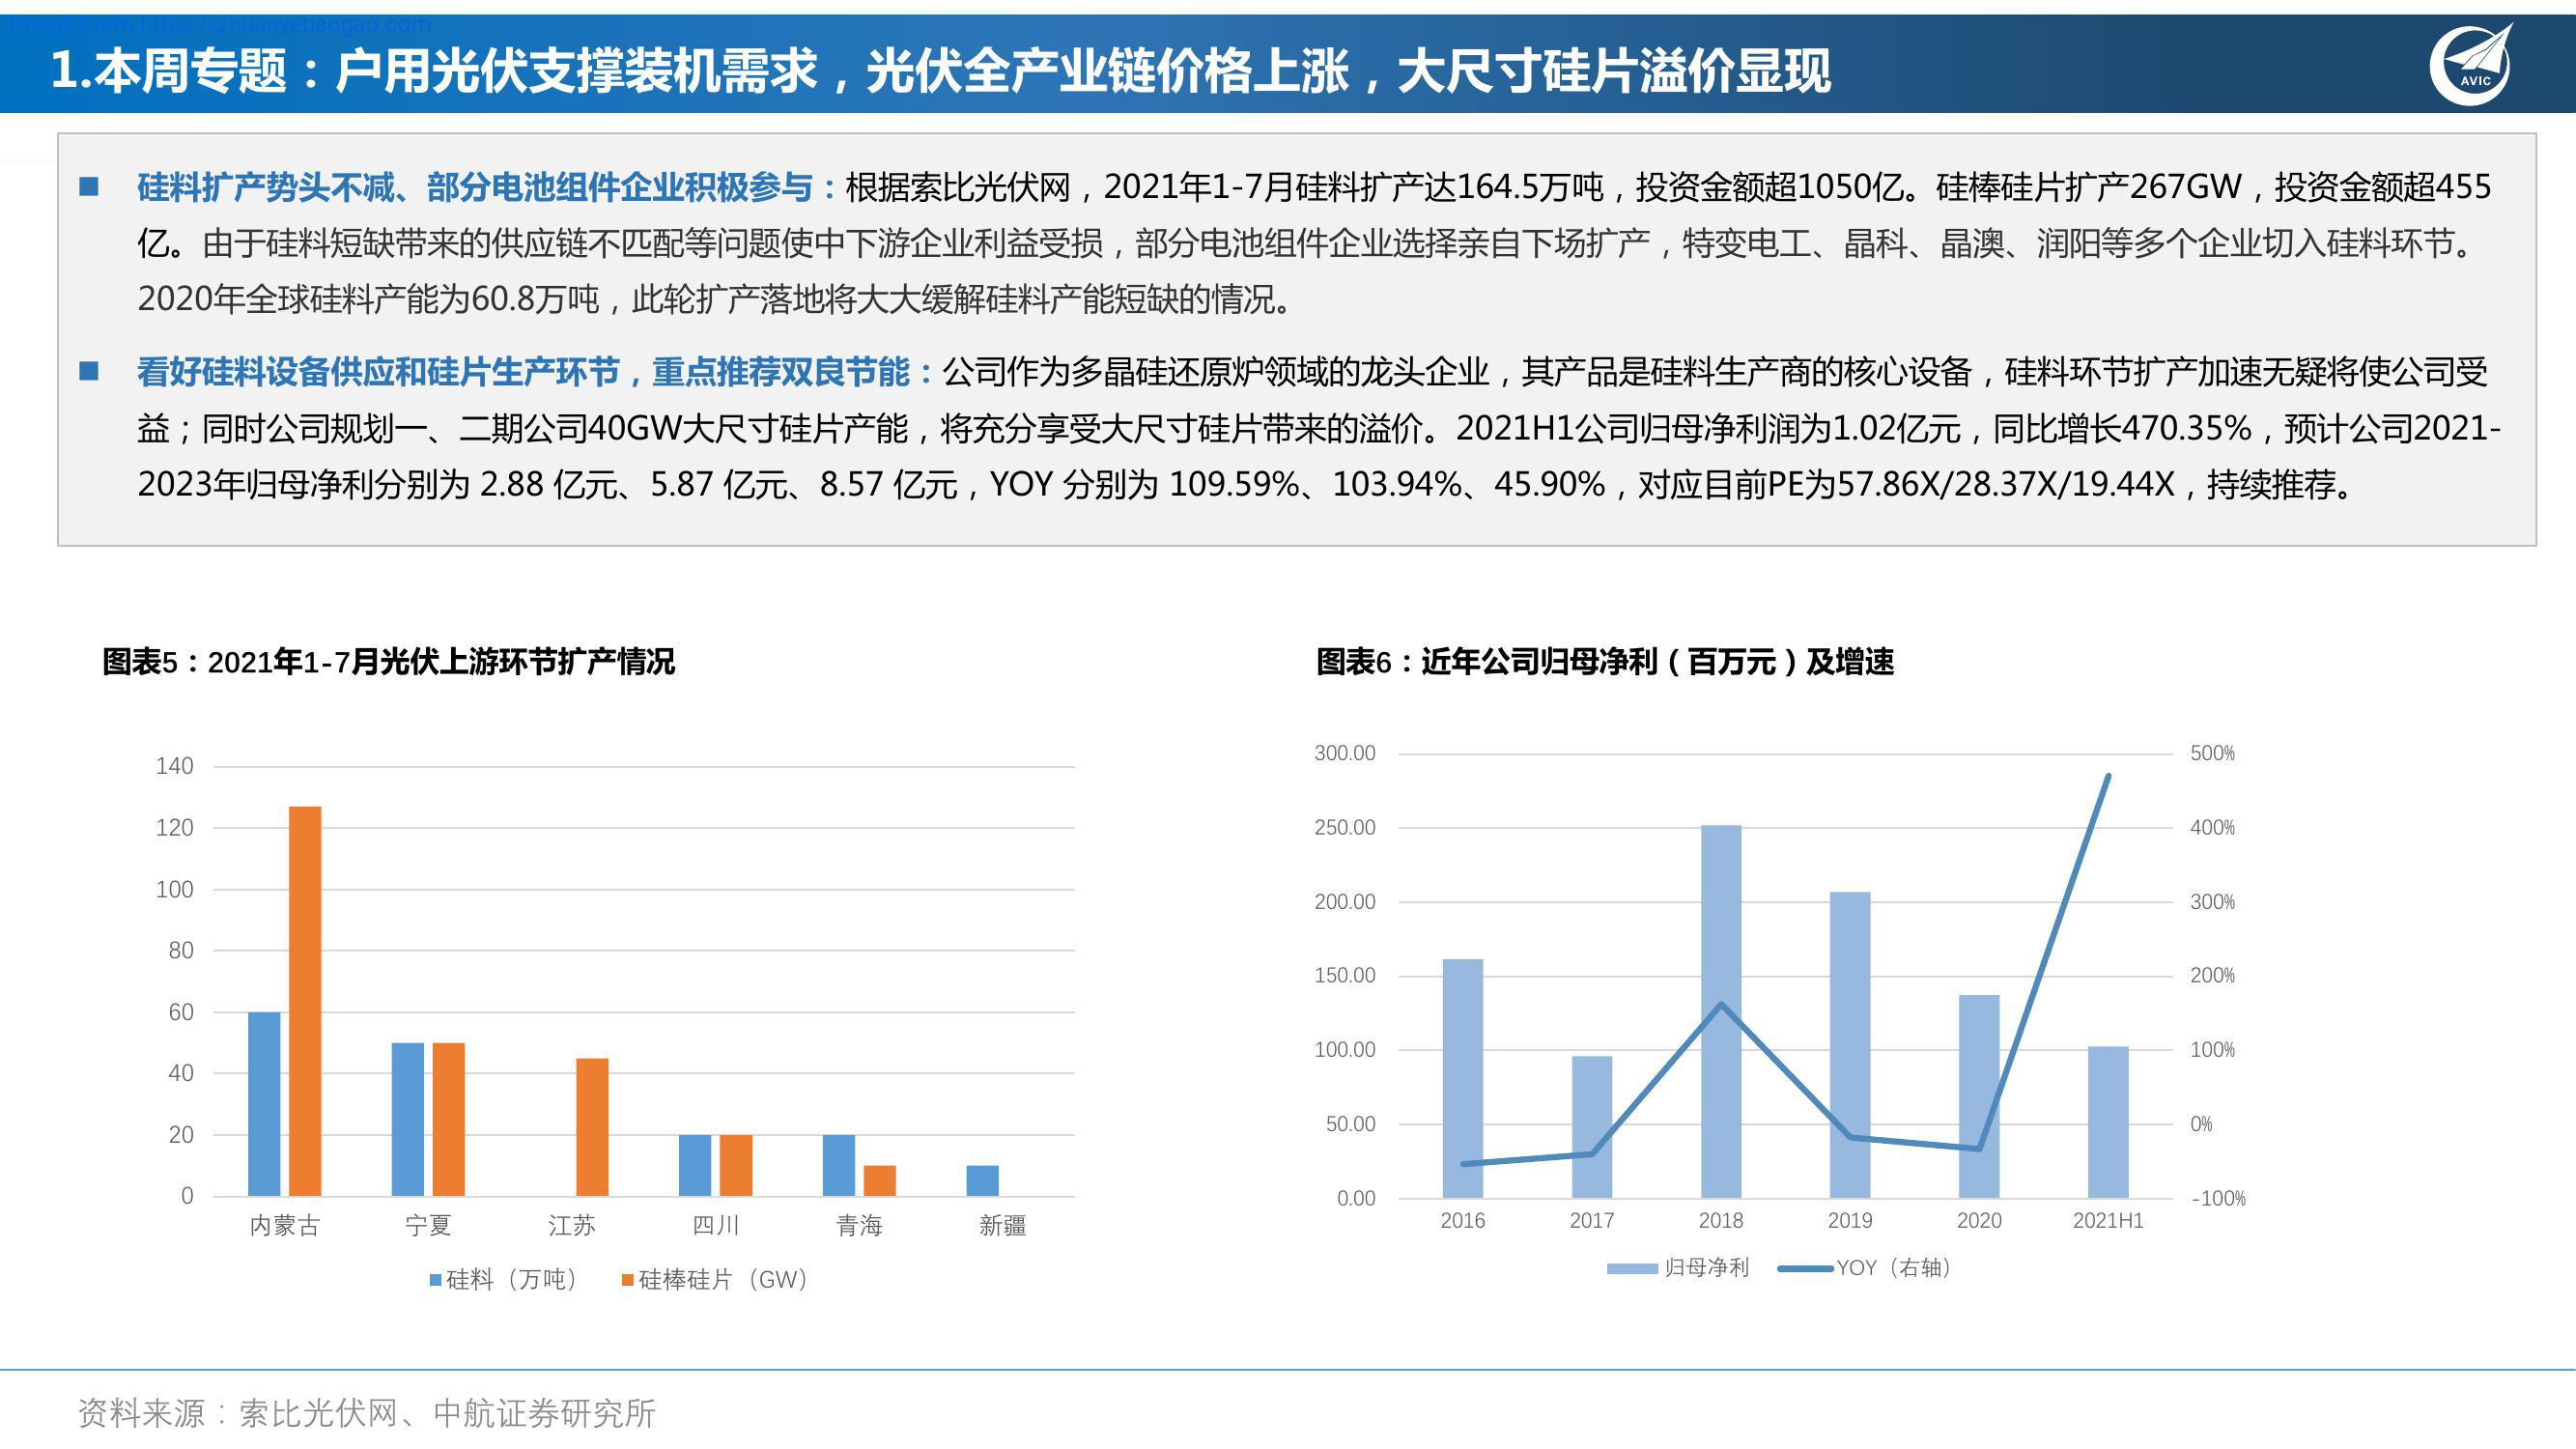 Image From https://zhuanyebaogao.com
1.本周专题：户用光伏支撑装机需求，光伏全产业链价格上涨，大尺寸硅片溢价显现
AVIC
■ 硅料扩产势头不减、部分电池组件企业积极参与：根据索比光伏网，2021年1-7月硅料扩产达164.5万吨，投资金额超1050亿。硅棒硅片扩产267GW，投资金额超455
亿。由于硅料短缺带来的供应链不匹配等问题使中下游企业利益受损，部分电池组件企业选择亲自下场扩产，特变电工、晶科、晶澳、润阳等多个企业切入硅料环节。
2020年全球硅料产能为60.8万吨，此轮扩产落地将大大缓解硅料产能短缺的情况。
■ 看好硅料设备供应和硅片生产环节，重点推荐双良节能：公司作为多晶硅还原炉领域的龙头企业，其产品是硅料生产商的核心设备，硅料环节扩产加速无疑将使公司受
益；同时公司规划一、二期公司40GW大尺寸硅片产能，将充分享受大尺寸硅片带来的溢价。2021H1公司归母净利润为1.02亿元，同比增长470.35%，预计公司2021-
2023年归母净利分别为 2.88 亿元、5.87 亿元、8.57 亿元，YOY 分别为 109.59%、103.94%、45.90%，对应目前PE为57.86X/28.37X/19.44X，持续推荐。
图表5：2021年1-7月光伏上游环节扩产情况
140
120
100
80
60
40
20
0
内蒙古 宁夏 江苏 四川 青海 新疆
硅料（万吨） 硅棒硅片（GW）
图表6：近年公司归母净利（百万元）及增速
300.00 500%
250.00 400%
200.00 300%
150.00 200%
100.00 100%
50.00 0%
0.00 -100%
2016 2017 2018 2019 2020 2021H1
归母净利 YOY（右轴）
资料来源：索比光伏网、中航证券研究所